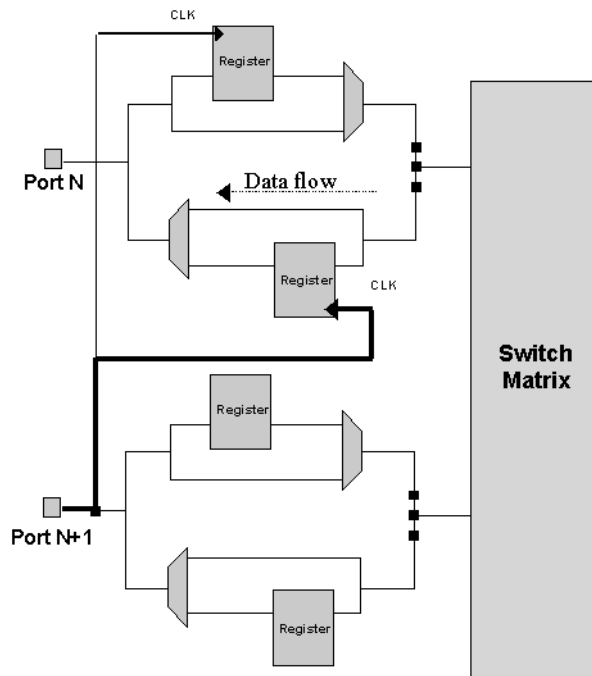 CLK
Register
Port N
Data flow
Register
CLK
Switch
Matrix
Register
Port N+1
Register